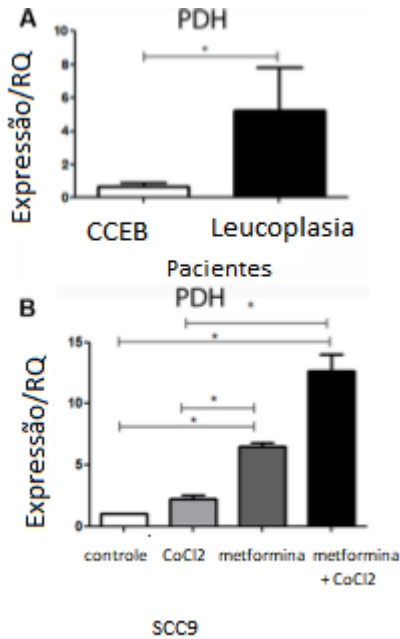 A
PDH
*
Expressão/RQ
10
8
6
4
2
0
CCEB Leucoplasia
Pacientes
B
PDH
*
*
*
*
Expressão/RQ
15
10
5
0
controle CoCl2 metformina metformina
+ CoCl2
SCC9